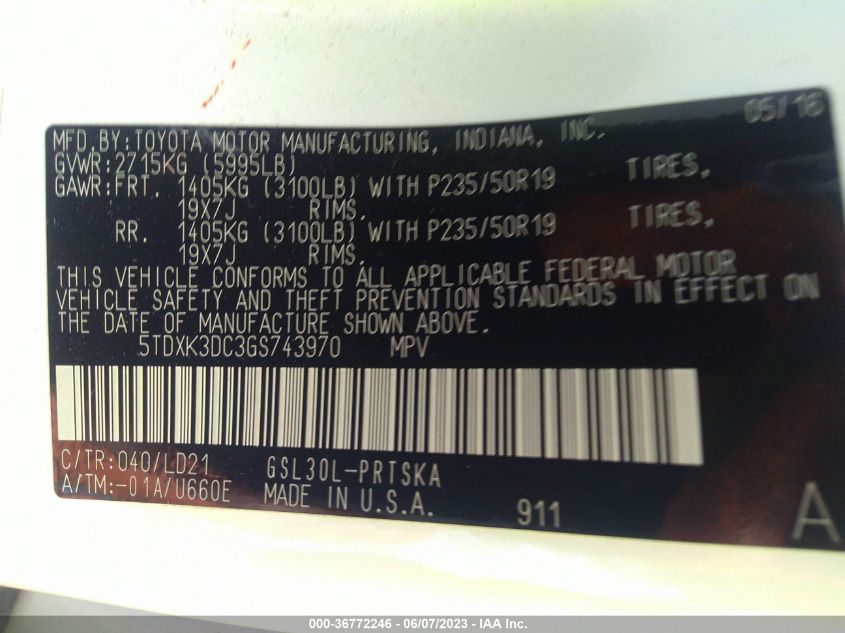 05/16
MFD.BY:TOYOTA MOTOR MANUFACTURING, INDIANA, INC.
GVWR:2715KG (5995LB)
GAWR:FRT. 1405KG (3100LB) WITH P235/50R19 TIRES,
19X7J RIMS.
RR. 1405KG (3100LB) WITH P235/50R19 TIRES,
19X7J RIMS.
THIS VEHICLE CONFORMS TO ALL APPLICABLE FEDERAL MOTOR
VEHICLE SAFETY AND THEFT PREVENTION STANDARDS IN EFFECT ON
THE DATE OF MANUFACTURE SHOWN ABOVE.
5TDXK3DC3GS743970 MPV
C/TR:040/LD21 GSL30L-PRTSKA
A/TM:-01A/U660E MADE IN U.S.A. 911 A
000-36772246 - 06/07/2023 - IAA Inc.